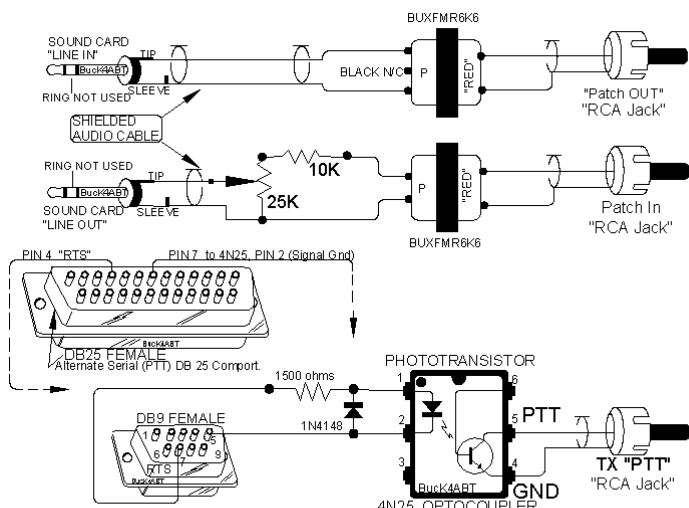 BUXFMR6K6
SOUND CARD
"LINE IN"
TIP
BucK4ABT
BLACK N/C
P
"RED"
RING NOT USED
SLEEVE
"Patch OUT"
"RCA Jack"
SHIELDED
AUDIO CABLE
RING NOT USED
TIP
BucK4ABT
10K
25K
P
"RED"
SLEEVE
SOUND CARD
"LINE OUT"
Patch In
"RCA Jack"
BUXFMR6K6
PIN 4 "RTS"
PIN 7 to 4N25, PIN 2 (Signal Gnd)
BucK4ABT
DB25 FEMALE
Alternate Serial (PTT) DB 25 Comport.
PHOTOTRANSISTOR
1500 ohms
1
6
DB9 FEMALE
1N4148
2
5
PTT
1
5
6
9
RTS
7
BucK4ABT
3
4
BucK4ABT
GND
TX "PTT"
"RCA Jack"
4N25 OPTOCOUPLER